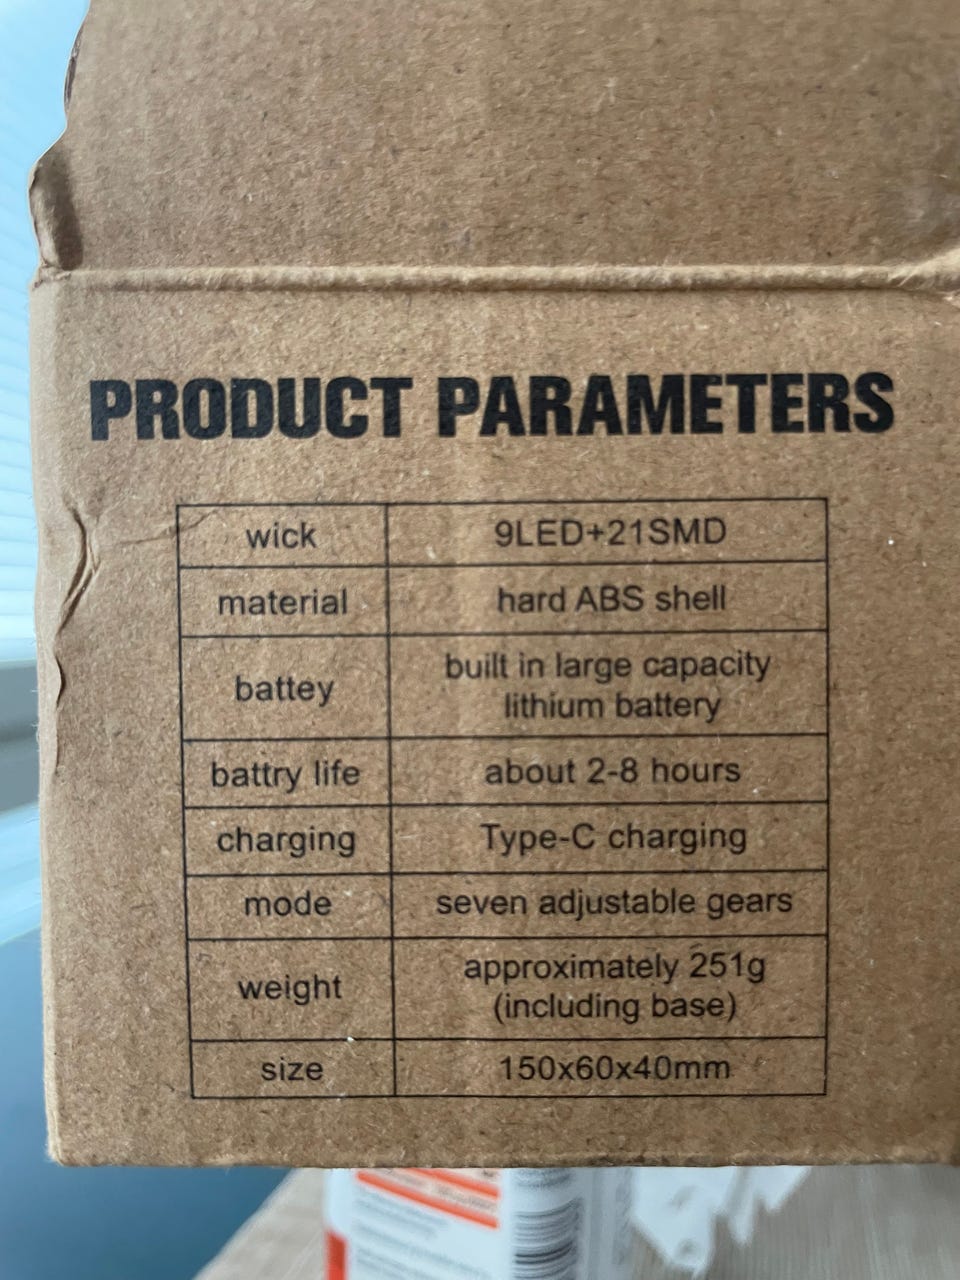 PRODUCT PARAMETERS
wick 9LED+21SMD
material hard ABS shell
battey built in large capacity
lithium battery
battry life about 2-8 hours
charging Type-C charging
mode seven adjustable gears
weight approximately 251g
(including base)
size 150x60x40mm